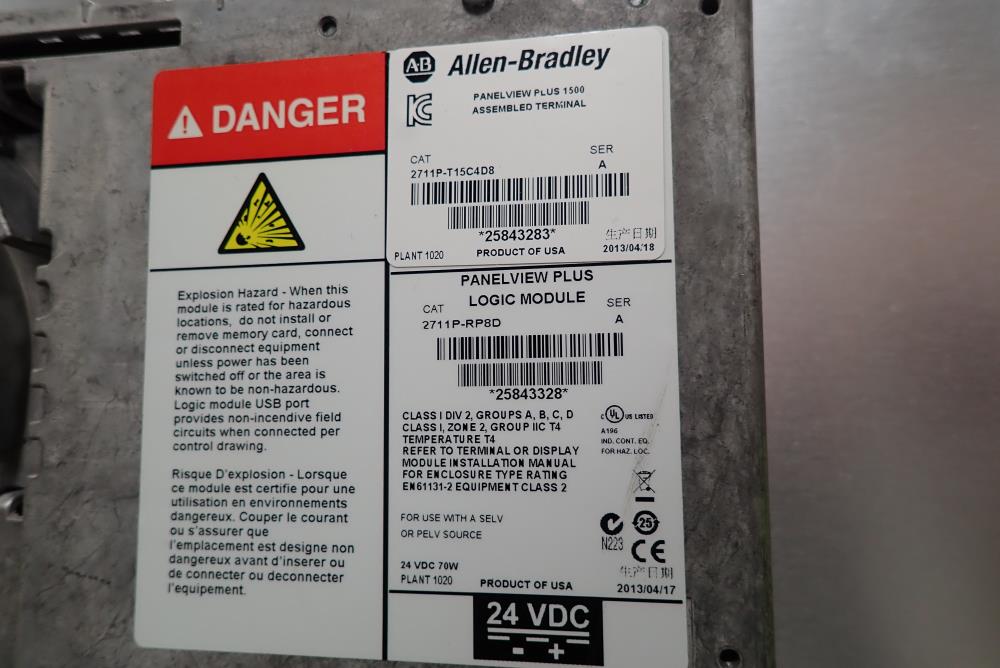 DANGER
Explosion Hazard - When this
module is rated for hazardous
locations, do not install or
remove memory card, connect
or disconnect equipment
unless power has been
switched off or the area is
known to be non-hazardous.
Logic module USB port
provides non-incendive field
circuits when connected per
control drawing.
Risque D'explosion - Lorsque
ce module est certifie pour une
utilisation en environnements
dangereux. Couper le courant
ou s'assurer que
l'emplacement est designe non
dangereux avant d'inserer ou
de connecter ou deconnecter
l'equipement.
AB Allen-Bradley
PANELVIEW PLUS 1500
ASSEMBLED TERMINAL
CAT SER
2711P-T15C4D8 A
*25843283* 生产日期
PLANT 1020 PRODUCT OF USA 2013/04/18
PANELVIEW PLUS
LOGIC MODULE
CAT SER
2711P-RP8D A
*25843328*
CLASS I DIV 2, GROUPS A, B, C, D
CLASS I, ZONE 2, GROUP IIC T4
TEMPERATURE T4
REFER TO TERMINAL OR DISPLAY
MODULE INSTALLATION MANUAL
FOR ENCLOSURE TYPE RATING
EN61131-2 EQUIPMENT CLASS 2
C UL US LISTED
A196
IND. CONT. EQ.
FOR HAZ. LOC.
FOR USE WITH A SELV
OR PELV SOURCE
25
N223 CE
24 VDC 70W 生产日期
PLANT 1020 PRODUCT OF USA 2013/04/17
24 VDC
- +